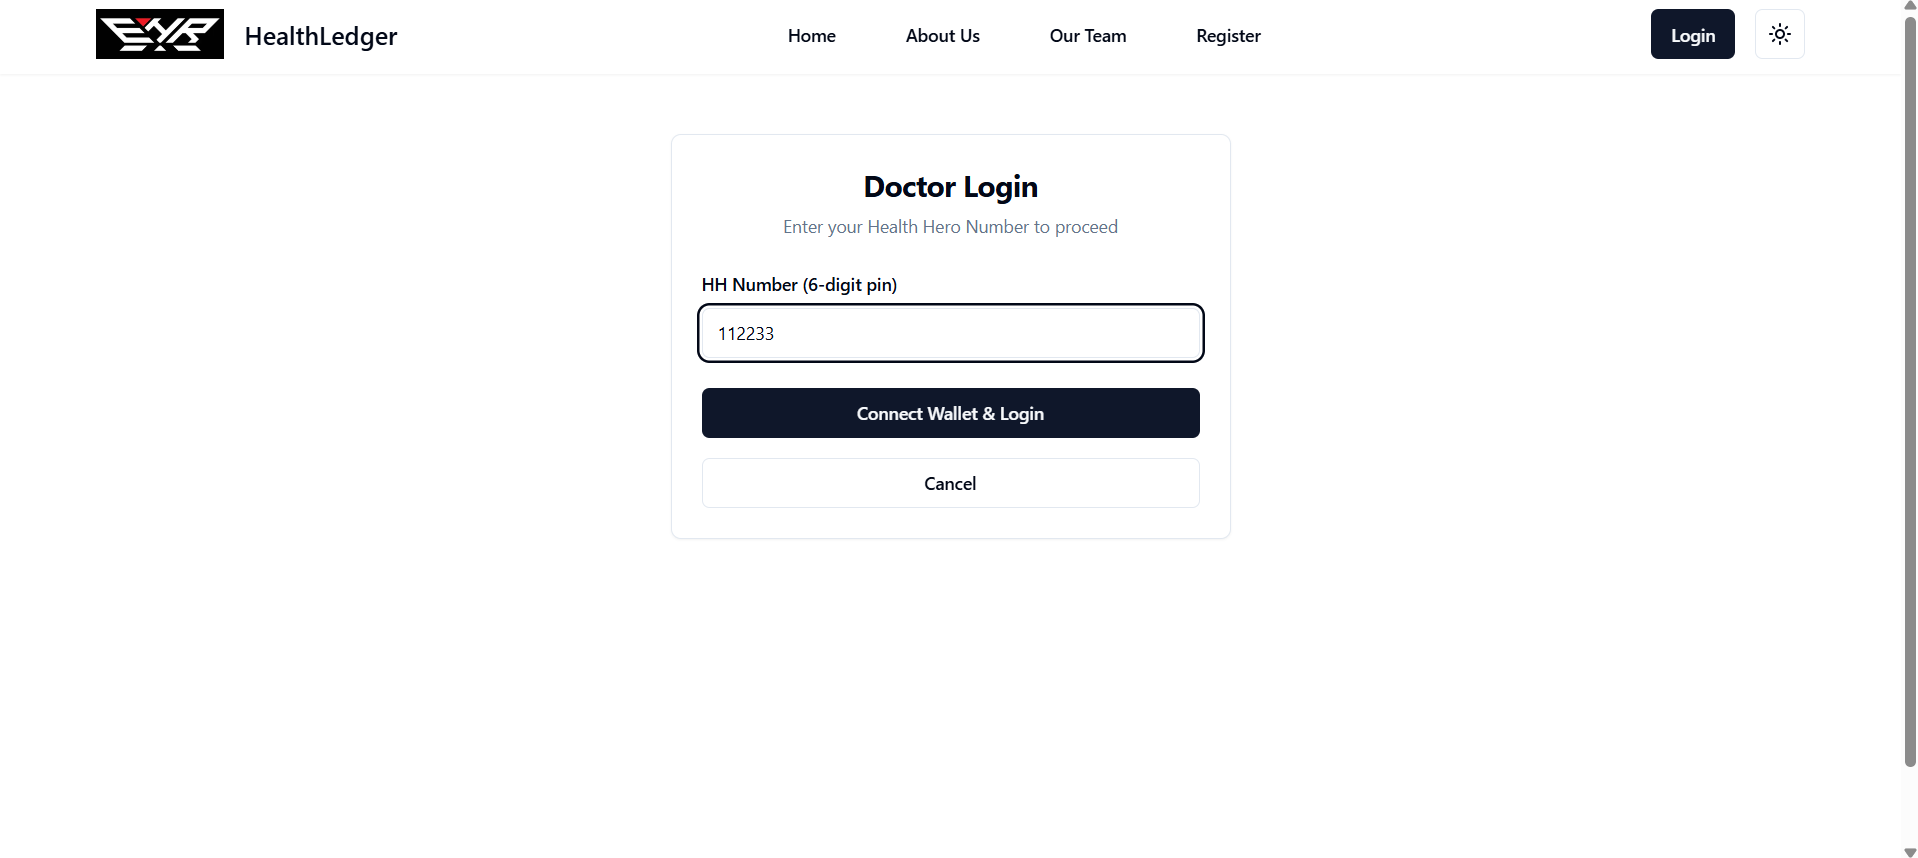 EYR HealthLedger Home About Us Our Team Register Login
Doctor Login
Enter your Health Hero Number to proceed
HH Number (6-digit pin)
112233
Connect Wallet & Login
Cancel